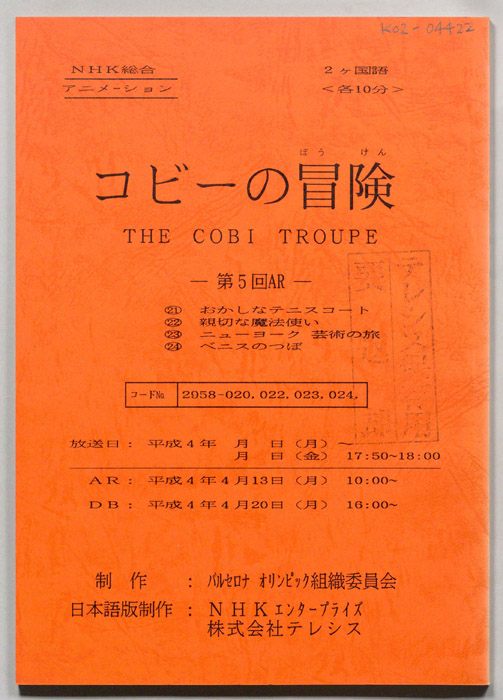 K02-04422
NHK総合
アニメーション
2ヶ国語
<各10分>
ぼう けん
コビーの冒険
THE COBI TROUPE
— 第5回AR —
㉑ おかしなテニスコート
㉒ 親切な魔法使い
㉓ ニューヨーク 芸術の旅
㉔ ベニスのつぼ
コードNo. 2958-020, 022, 023, 024.
放送日： 平成4年 月 日（月）～
月 日（金） 17:50~18:00
AR： 平成4年4月13日（月） 10:00~
DB： 平成4年4月20日（月） 16:00~
制作 ： バルセロナ オリンピック組織委員会
日本語版制作 ： NHKエンタープライズ
株式会社テレシス